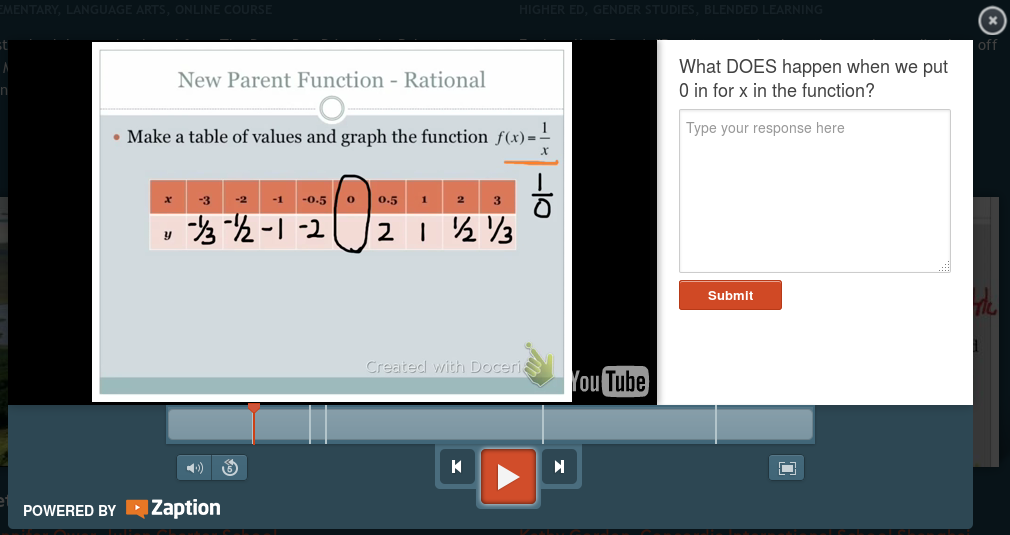 EMENTARY, LANGUAGE ARTS, ONLINE COURSE
HIGHER ED, GENDER STUDIES, BLENDED LEARNING
off
New Parent Function - Rational
• Make a table of values and graph the function f(x) = 1/x
1/0
x -3 -2 -1 -0.5 0 0.5 1 2 3
y -1/3 -1/2 -1 -2 2 1 1/2 1/3
Created with Doceri
YouTube
What DOES happen when we put
0 in for x in the function?
Type your response here
Submit
5
POWERED BY Zaption